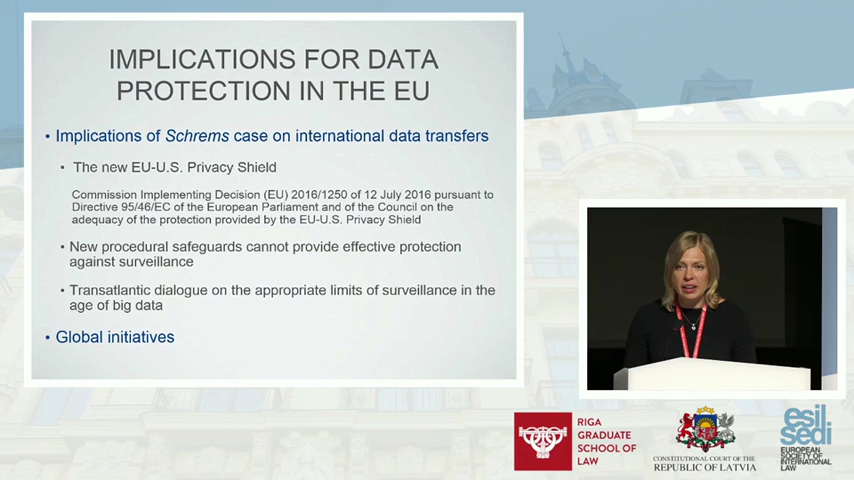 IMPLICATIONS FOR DATA
PROTECTION IN THE EU
• Implications of Schrems case on international data transfers
• The new EU-U.S. Privacy Shield
Commission Implementing Decision (EU) 2016/1250 of 12 July 2016 pursuant to
Directive 95/46/EC of the European Parliament and of the Council on the
adequacy of the protection provided by the EU-U.S. Privacy Shield
• New procedural safeguards cannot provide effective protection
against surveillance
• Transatlantic dialogue on the appropriate limits of surveillance in the
age of big data
• Global initiatives
RIGA
GRADUATE
SCHOOL OF
LAW
CONSTITUTIONAL COURT OF THE
REPUBLIC OF LATVIA
esil
sedi
EUROPEAN
SOCIETY OF
INTERNATIONAL
LAW